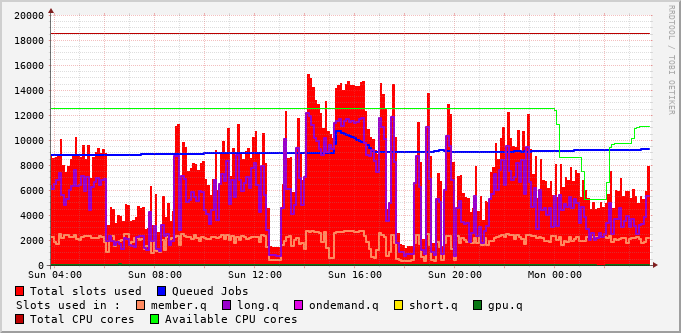 20000
18000
16000
14000
12000
10000
8000
6000
4000
2000
0
Sun 04:00 Sun 08:00 Sun 12:00 Sun 16:00 Sun 20:00 Mon 00:00
RRDTOOL / TOBI OETIKER
Total slots used Queued Jobs
Slots used in : member.q long.q ondemand.q short.q gpu.q
Total CPU cores Available CPU cores